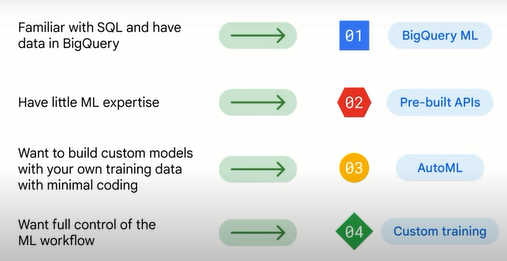 Familiar with SQL and have
data in BigQuery
01
BigQuery ML
Have little ML expertise
02
Pre-built APIs
Want to build custom models
with your own training data
with minimal coding
03
AutoML
Want full control of the
ML workflow
04
Custom training